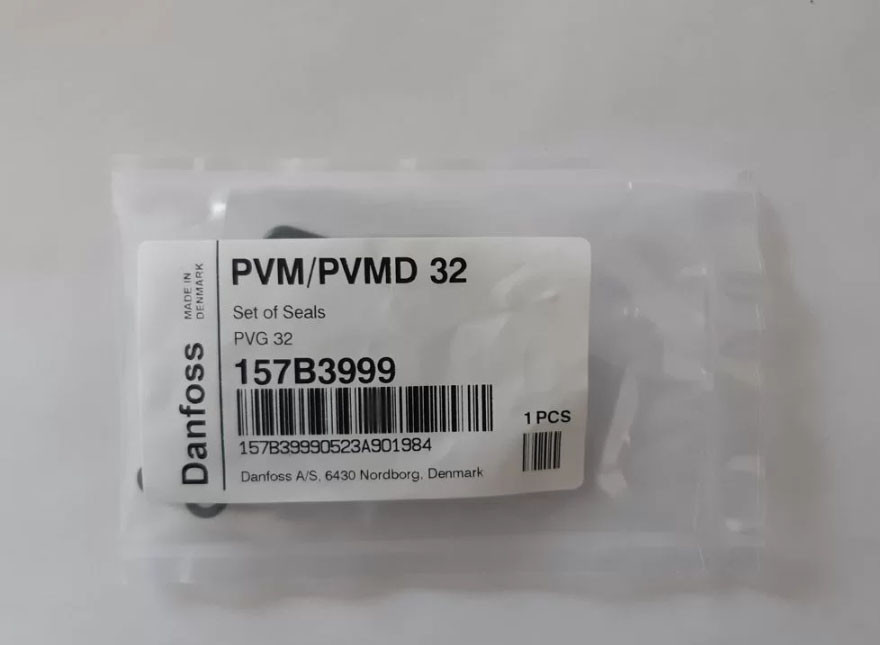 MADE IN
DENMARK
Danfoss
PVM/PVMD 32
Set of Seals
PVG 32
157B3999
157B39990523A901984
1 PCS
Danfoss A/S, 6430 Nordborg, Denmark